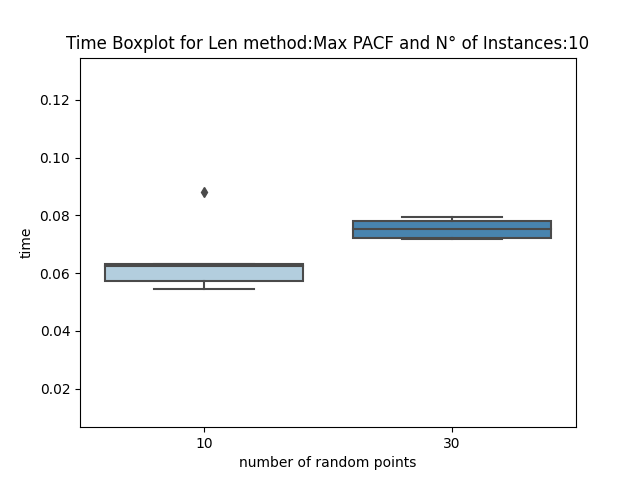 Time Boxplot for Len method:Max PACF and N° of Instances:10
0.12
0.10
0.08
0.06
0.04
0.02
time
10
30
number of random points